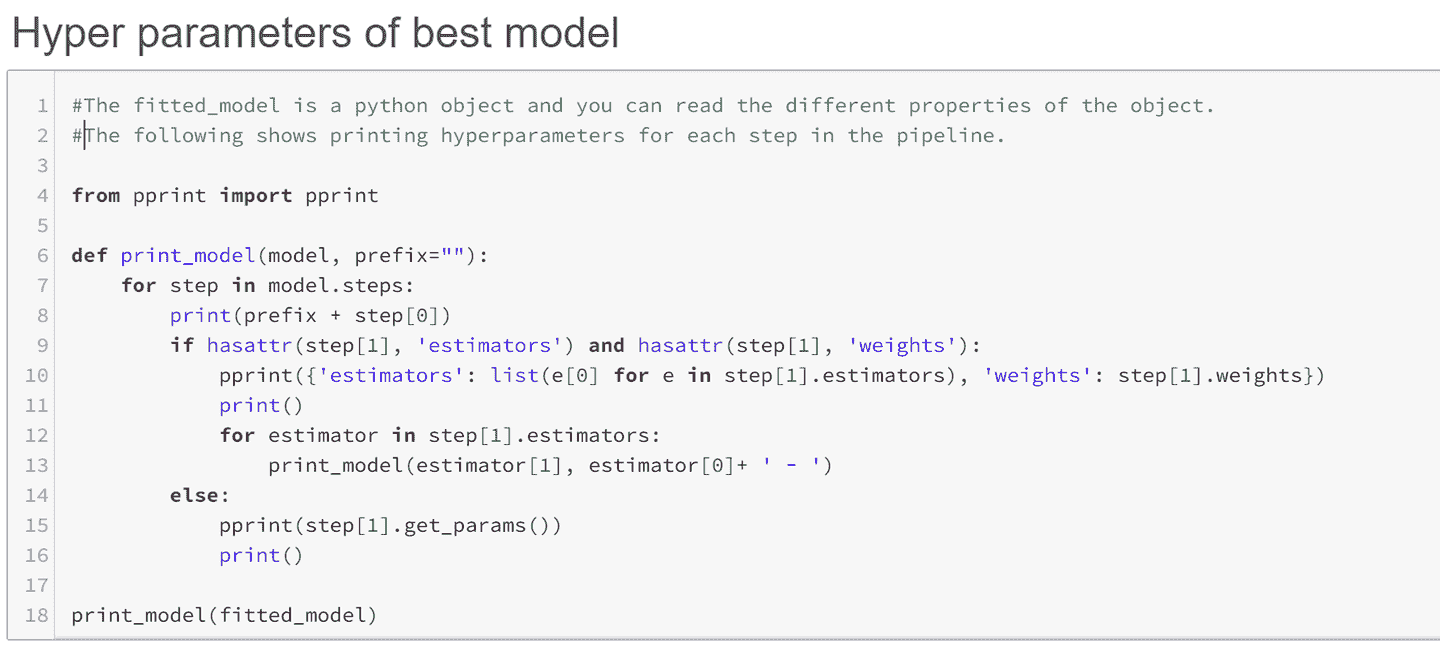 Hyper parameters of best model
1 #The fitted_model is a python object and you can read the different properties of the object.
2 #The following shows printing hyperparameters for each step in the pipeline.
3
4 from pprint import pprint
5
6 def print_model(model, prefix=""):
7     for step in model.steps:
8         print(prefix + step[0])
9         if hasattr(step[1], 'estimators') and hasattr(step[1], 'weights'):
10             pprint({'estimators': list(e[0] for e in step[1].estimators), 'weights': step[1].weights})
11             print()
12             for estimator in step[1].estimators:
13                 print_model(estimator[1], estimator[0]+ ' - ')
14         else:
15             pprint(step[1].get_params())
16             print()
17
18 print_model(fitted_model)